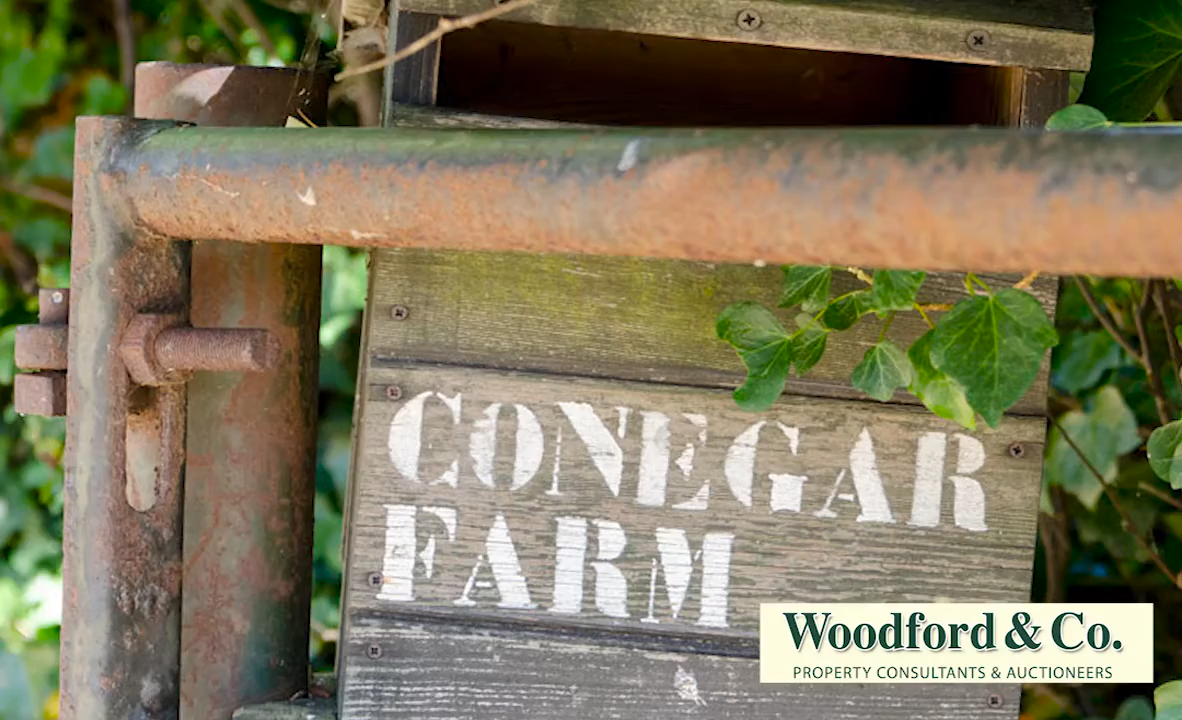 CONEGAR
FARM
Woodford & Co.
PROPERTY CONSULTANTS & AUCTIONEERS